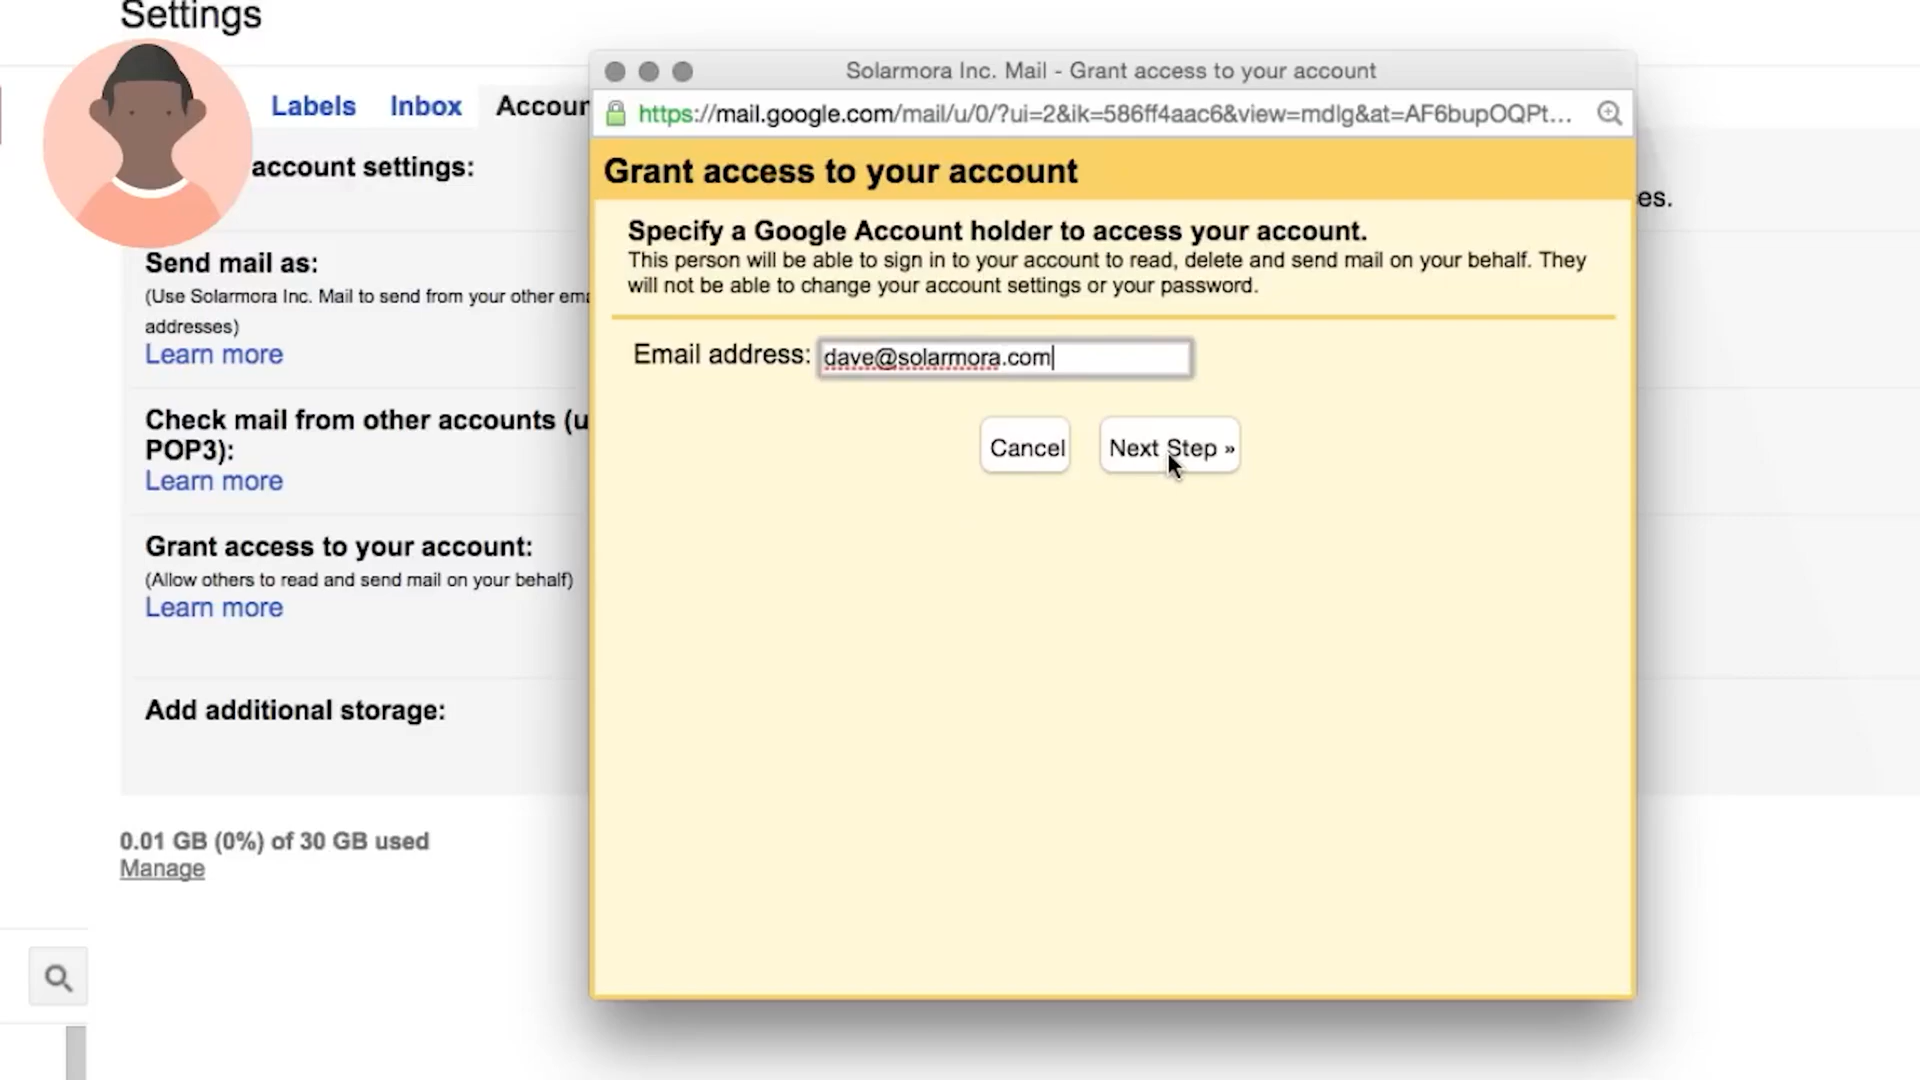 Settings
Labels Inbox Accoun
account settings:
Send mail as:
(Use Solarmora Inc. Mail to send from your other ema
addresses)
Learn more
Check mail from other accounts (u
POP3):
Learn more
Grant access to your account:
(Allow others to read and send mail on your behalf)
Learn more
Add additional storage:
0.01 GB (0%) of 30 GB used
Manage
Solarmora Inc. Mail - Grant access to your account
https://mail.google.com/mail/u/0/?ui=2&ik=586ff4aac6&view=mdlg&at=AF6bupOQPt...
Grant access to your account
Specify a Google Account holder to access your account.
This person will be able to sign in to your account to read, delete and send mail on your behalf. They
will not be able to change your account settings or your password.
Email address: dave@solarmora.com
Cancel Next Step »
es.